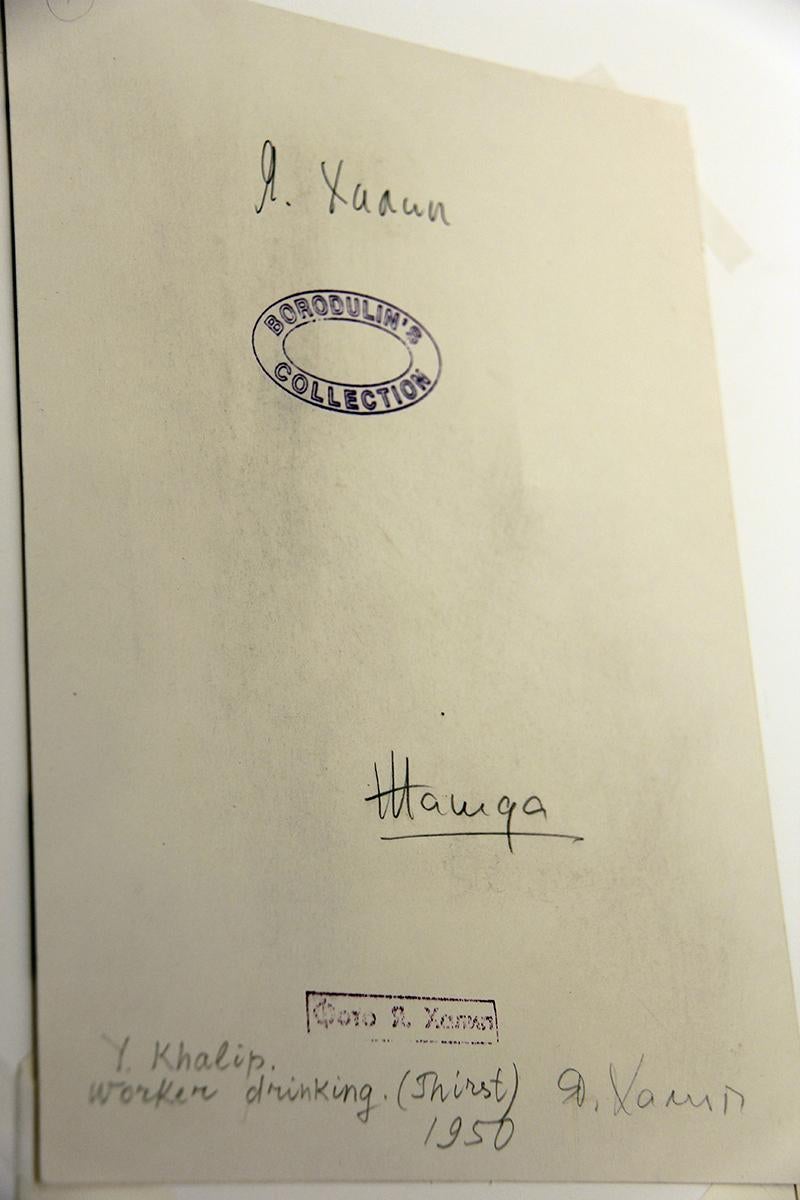 Я. Халип
BORODULIN'S
COLLECTION
Жажда
Фото Я. Халип
Y. Khalip.
worker drinking. (Thirst) Я. Халип
1950